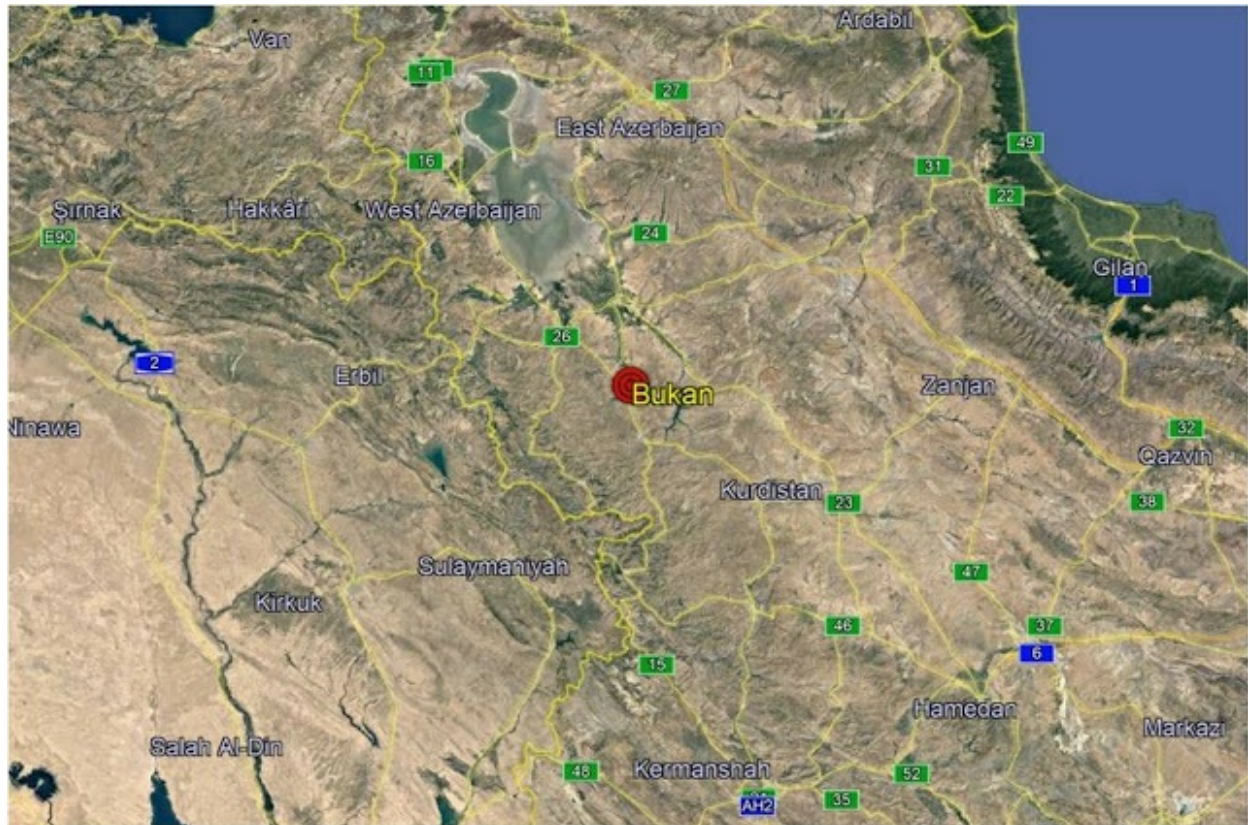 Ardabil
Van
11
27
East Azerbaijan
49
16
31
22
Şırnak
Hakkâri
West Azerbaijan
24
E90
Gilan
1
26
2
Erbil
Bukan
Zanjan
Ninawa
32
Qazvin
Kurdistan
23
38
Sulaymaniyah
47
Kirkuk
46
37
6
15
Hamedan
Markazi
Salah Al-Din
48
Kermanshah
52
AH2
35